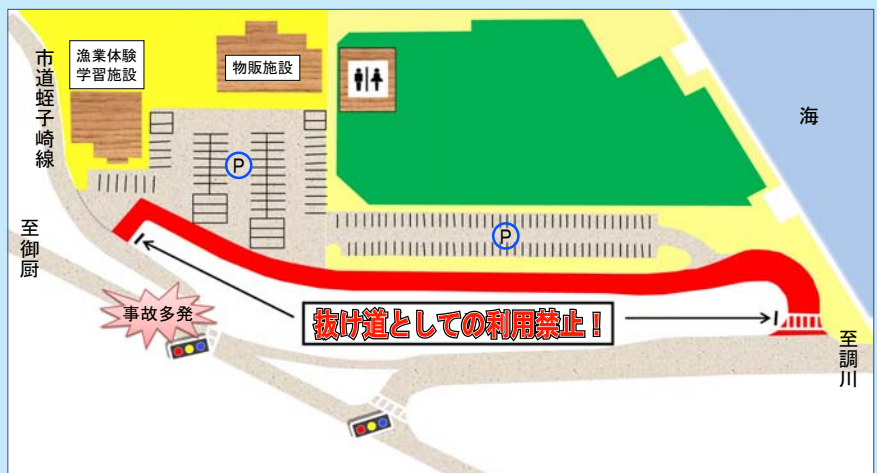 市道蛭子崎線
漁業体験
学習施設
物販施設
海
P
P
至御厨
事故多発
抜け道としての利用禁止！
至調川